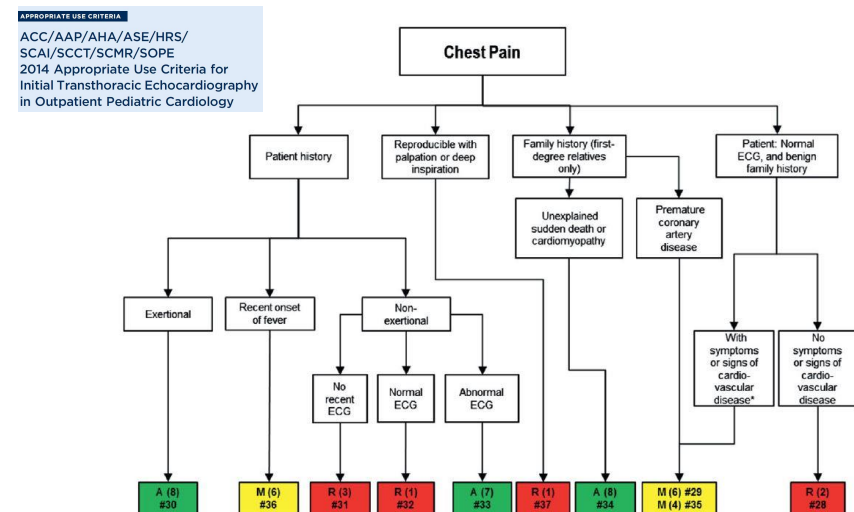 APPROPRIATE USE CRITERIA
ACC/AAP/AHA/ASE/HRS/
SCAI/SCCT/SCMR/SOPE
2014 Appropriate Use Criteria for
Initial Transthoracic Echocardiography
in Outpatient Pediatric Cardiology
Chest Pain
Patient history
Reproducible with
palpation or deep
inspiration
Family history (first-
degree relatives
only)
Patient: Normal
ECG, and benign
family history
Unexplained
sudden death or
cardiomyopathy
Premature
coronary
artery
disease
Exertional
Recent onset
of fever
Non-
exertional
With
symptoms
or signs of
cardio-
vascular
disease*
No
symptoms
or signs of
cardio-
vascular
disease
No
recent
ECG
Normal
ECG
Abnormal
ECG
A (8)
#30
M (6)
#36
R (3)
#31
R (1)
#32
A (7)
#33
R (1)
#37
A (8)
#34
M (6) #29
M (4) #35
R (2)
#28